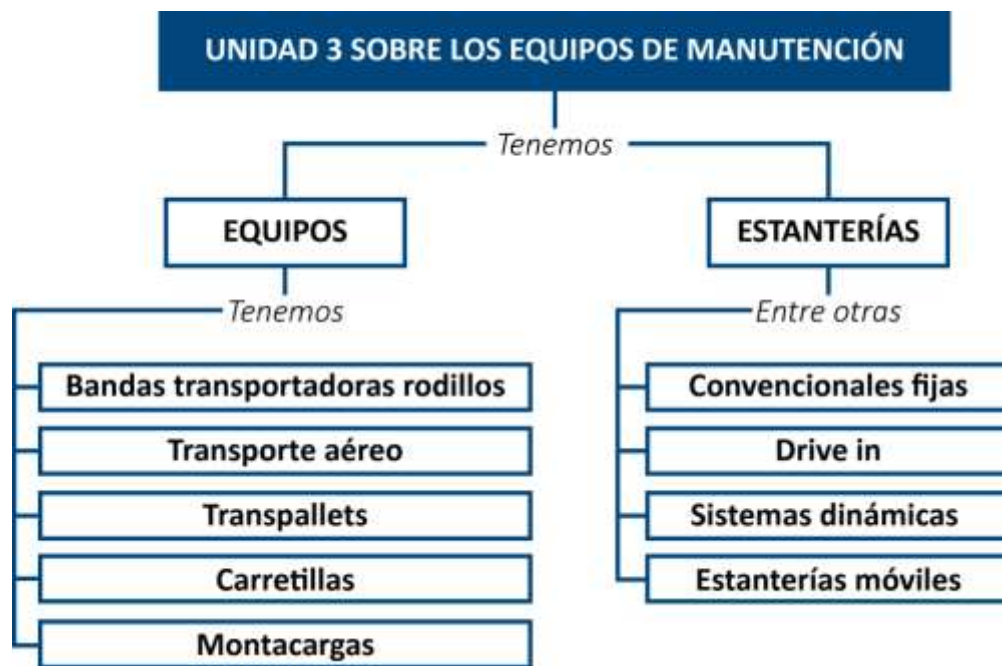 UNIDAD 3 SOBRE LOS EQUIPOS DE MANUTENCIÓN
Tenemos
EQUIPOS
Tenemos
Bandas transportadoras rodillos
Transporte aéreo
Transpallets
Carretillas
Montacargas
ESTANTERÍAS
Entre otras
Convencionales fijas
Drive in
Sistemas dinámicas
Estanterías móviles